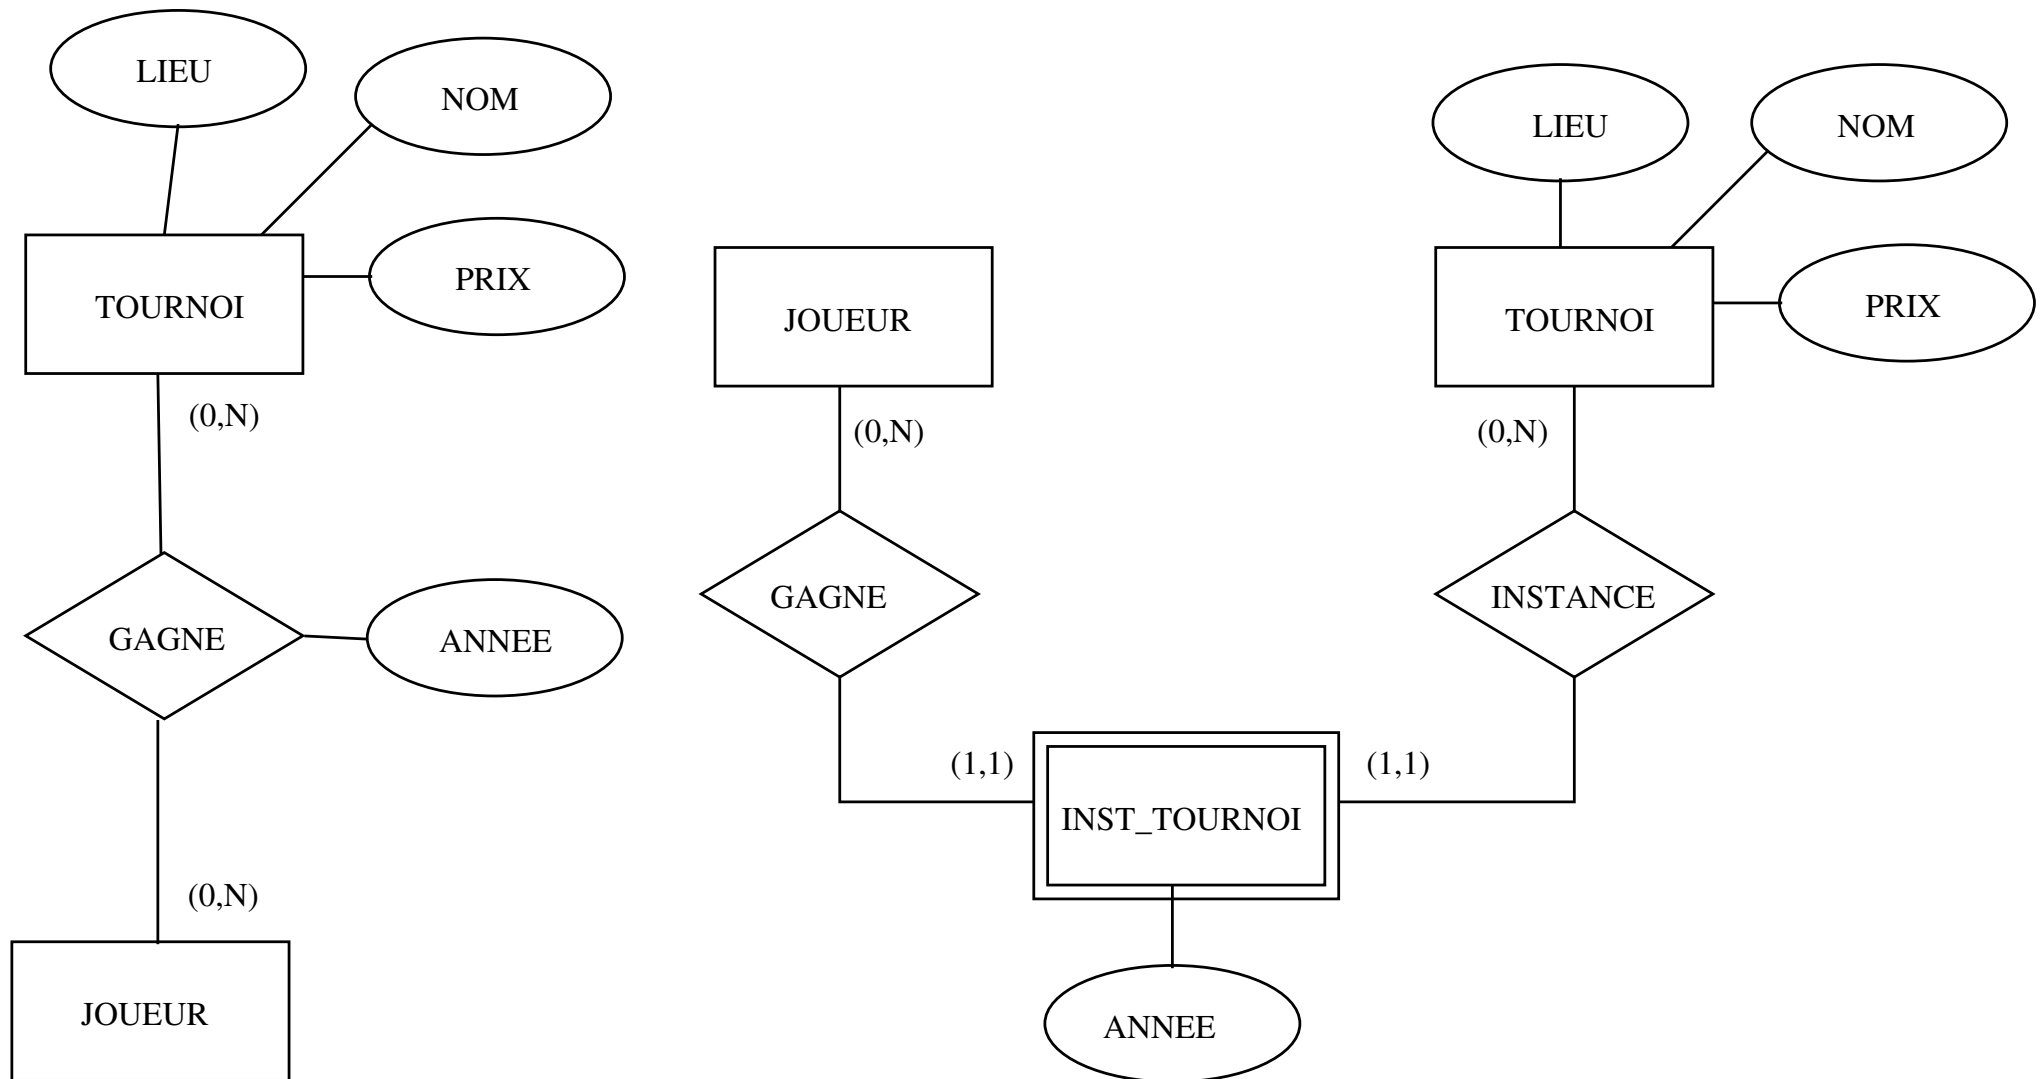 LIEU
NOM
PRIX
TOURNOI
(0,N)
GAGNE
ANNEE
(0,N)
JOUEUR
JOUEUR
(0,N)
GAGNE
(1,1)
LIEU
NOM
PRIX
TOURNOI
(0,N)
INSTANCE
(1,1)
INST_TOURNOI
ANNEE